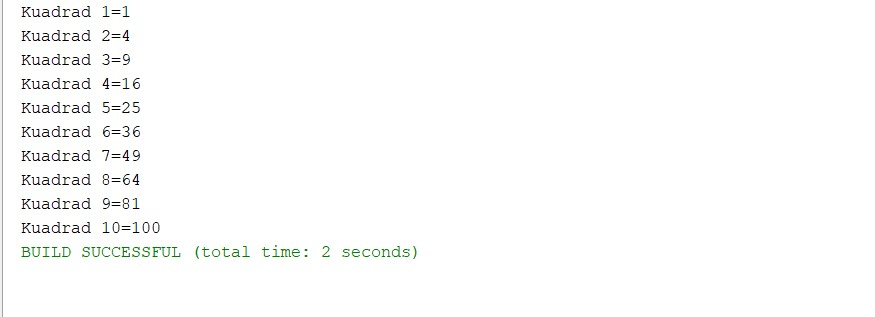 Kuadrad 1=1
Kuadrad 2=4
Kuadrad 3=9
Kuadrad 4=16
Kuadrad 5=25
Kuadrad 6=36
Kuadrad 7=49
Kuadrad 8=64
Kuadrad 9=81
Kuadrad 10=100
BUILD SUCCESSFUL (total time: 2 seconds)